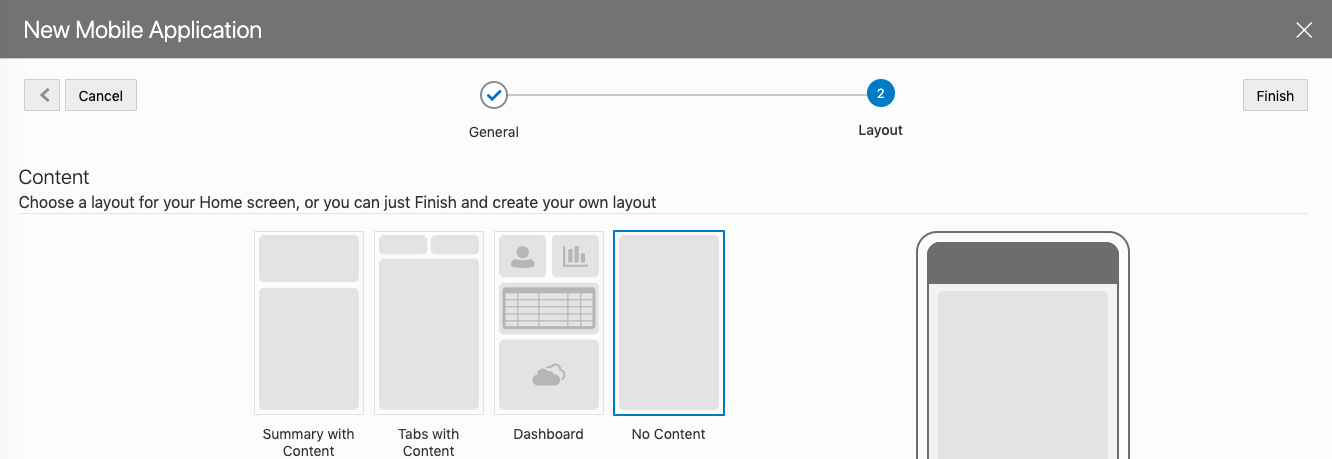 New Mobile Application
Cancel
2
Finish
General
Layout
Content
Choose a layout for your Home screen, or you can just Finish and create your own layout
Summary with
Content
Tabs with
Content
Dashboard
No Content